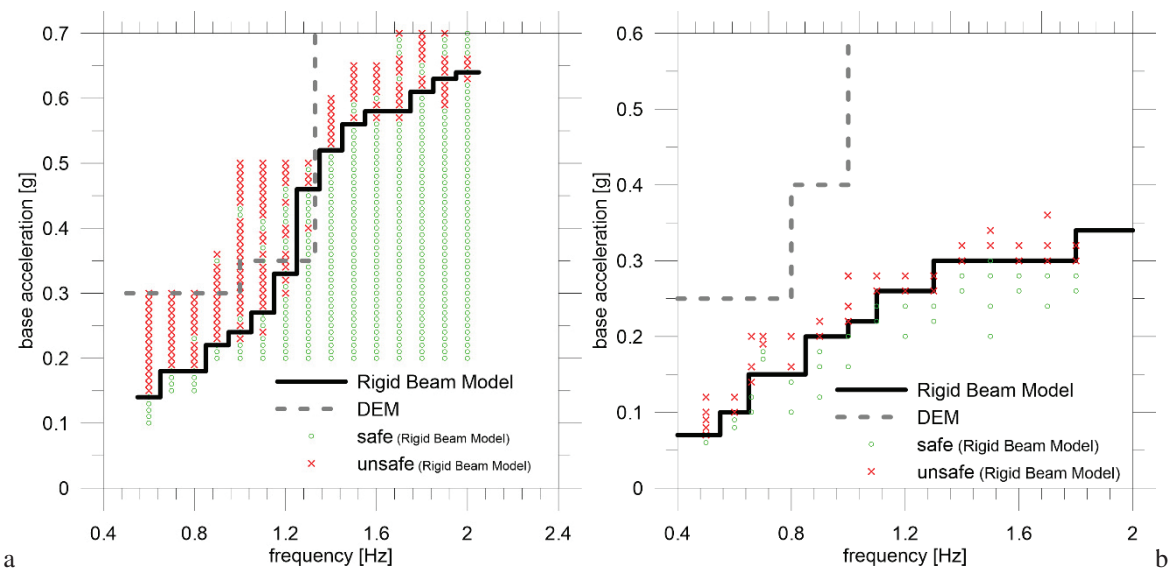 0.7
0.6
0.5
0.4
0.3
0.2
0.1
0
base acceleration [g]
Rigid Beam Model
DEM
safe (Rigid Beam Model)
unsafe (Rigid Beam Model)
0.4 0.8 1.2 1.6 2 2.4
frequency [Hz]
a
0.6
0.5
0.4
0.3
0.2
0.1
0
base acceleration [g]
Rigid Beam Model
DEM
safe (Rigid Beam Model)
unsafe (Rigid Beam Model)
0.4 0.8 1.2 1.6 2
frequency [Hz]
b